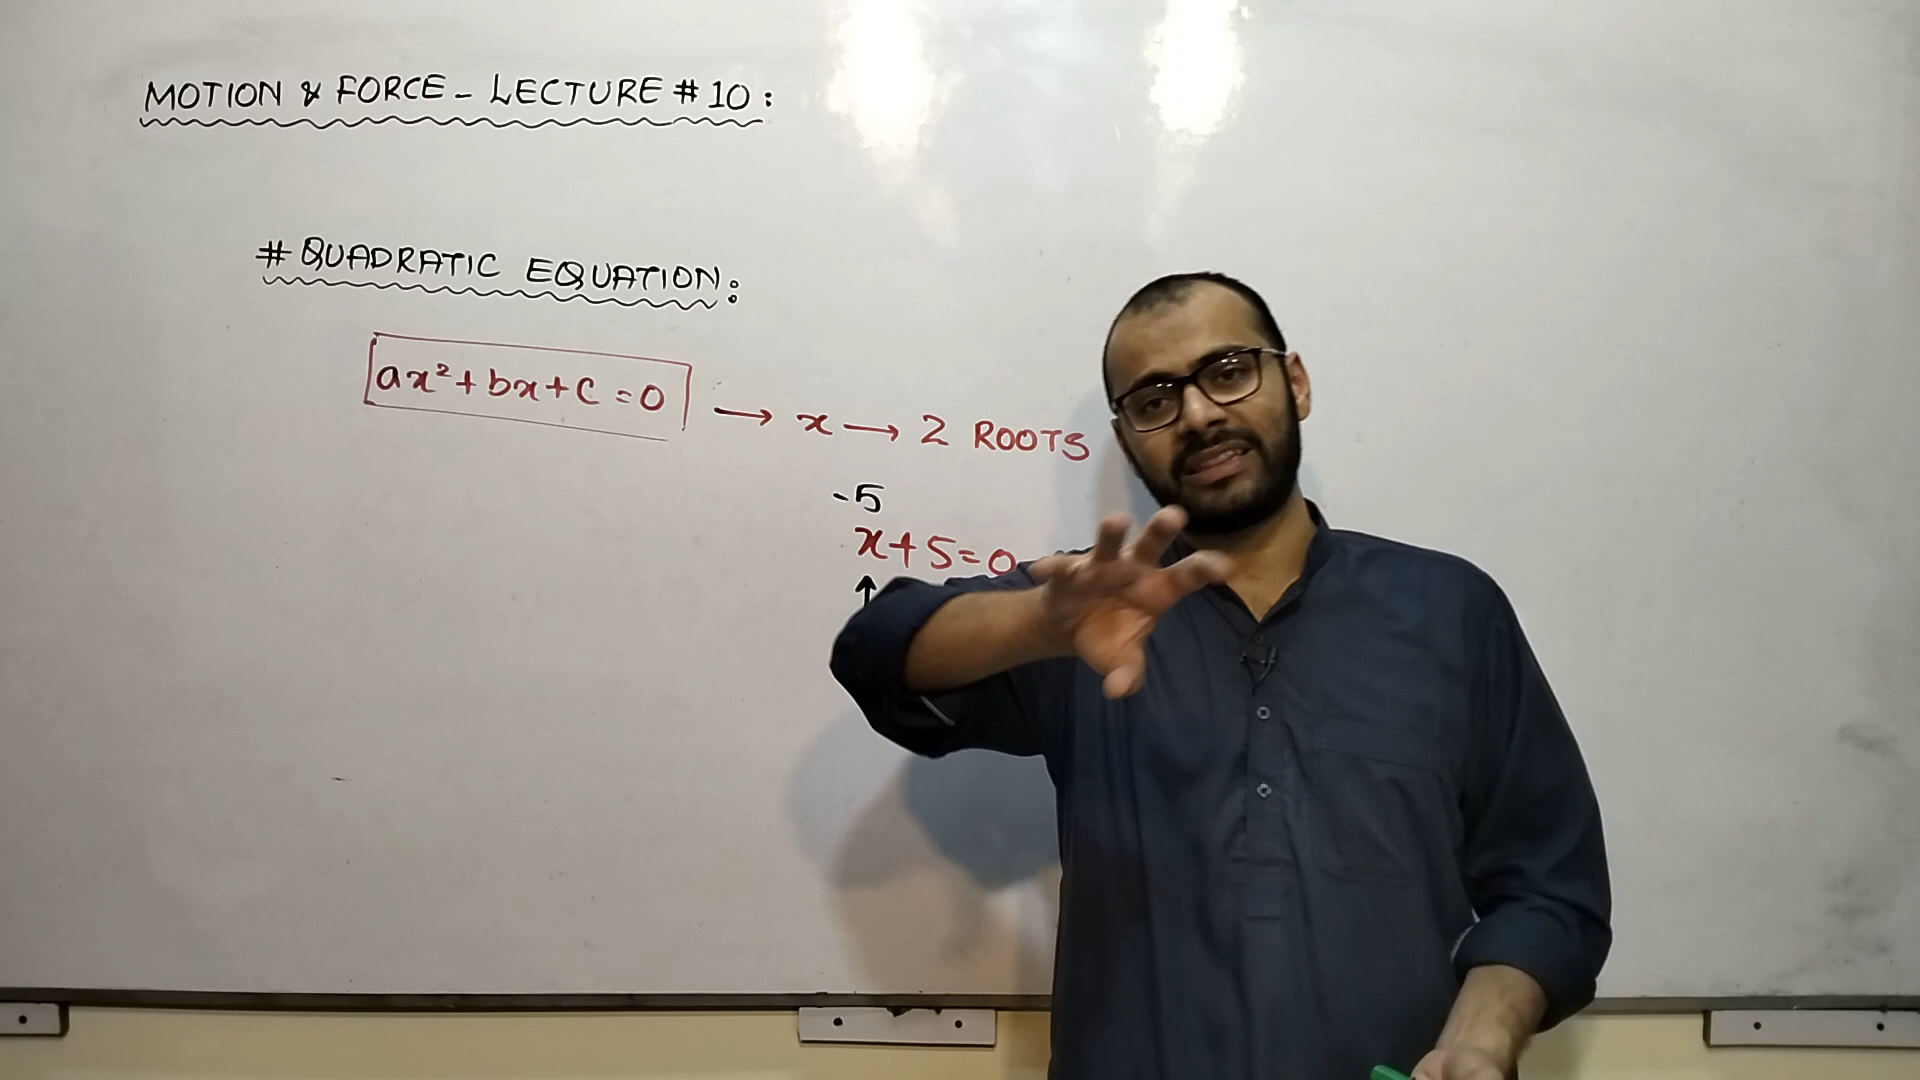 MOTION & FORCE - LECTURE # 10 :
# QUADRATIC EQUATION :
ax² + bx + c = 0 → x → 2 ROOTS
-5
x + 5 = 0
↑